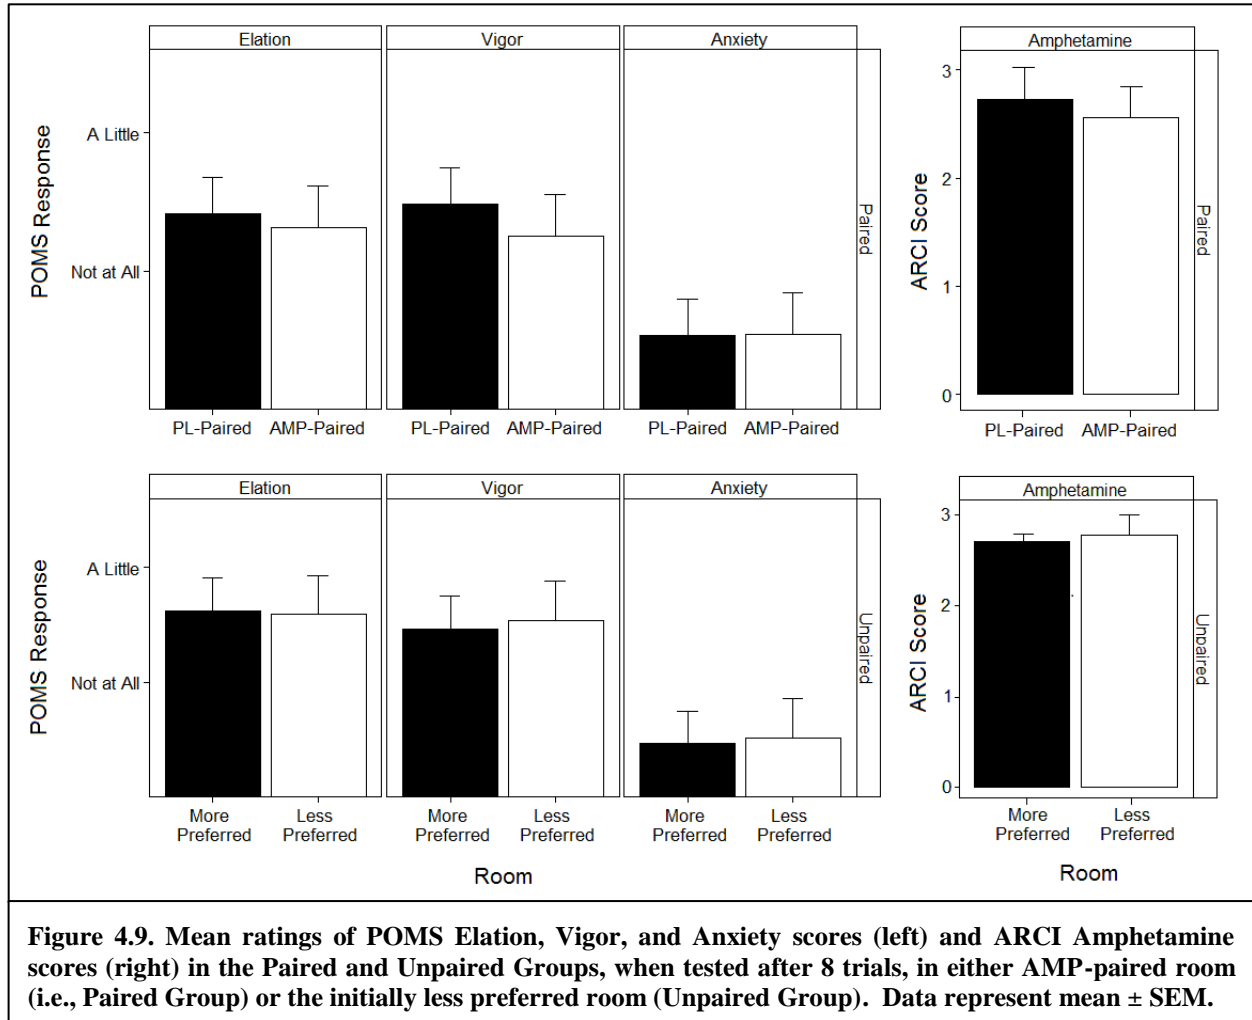 Elation
Vigor
Anxiety
POMS Response
A Little
Not at All
Paired
PL-Paired
AMP-Paired
PL-Paired
AMP-Paired
PL-Paired
AMP-Paired
Amphetamine
ARCI Score
3
2
1
0
Paired
PL-Paired
AMP-Paired
Elation
Vigor
Anxiety
POMS Response
A Little
Not at All
Unpaired
More
Preferred
Less
Preferred
More
Preferred
Less
Preferred
More
Preferred
Less
Preferred
Room
Amphetamine
ARCI Score
3
2
1
0
Unpaired
More
Preferred
Less
Preferred
Room
Figure 4.9. Mean ratings of POMS Elation, Vigor, and Anxiety scores (left) and ARCI Amphetamine
scores (right) in the Paired and Unpaired Groups, when tested after 8 trials, in either AMP-paired room
(i.e., Paired Group) or the initially less preferred room (Unpaired Group). Data represent mean ± SEM.